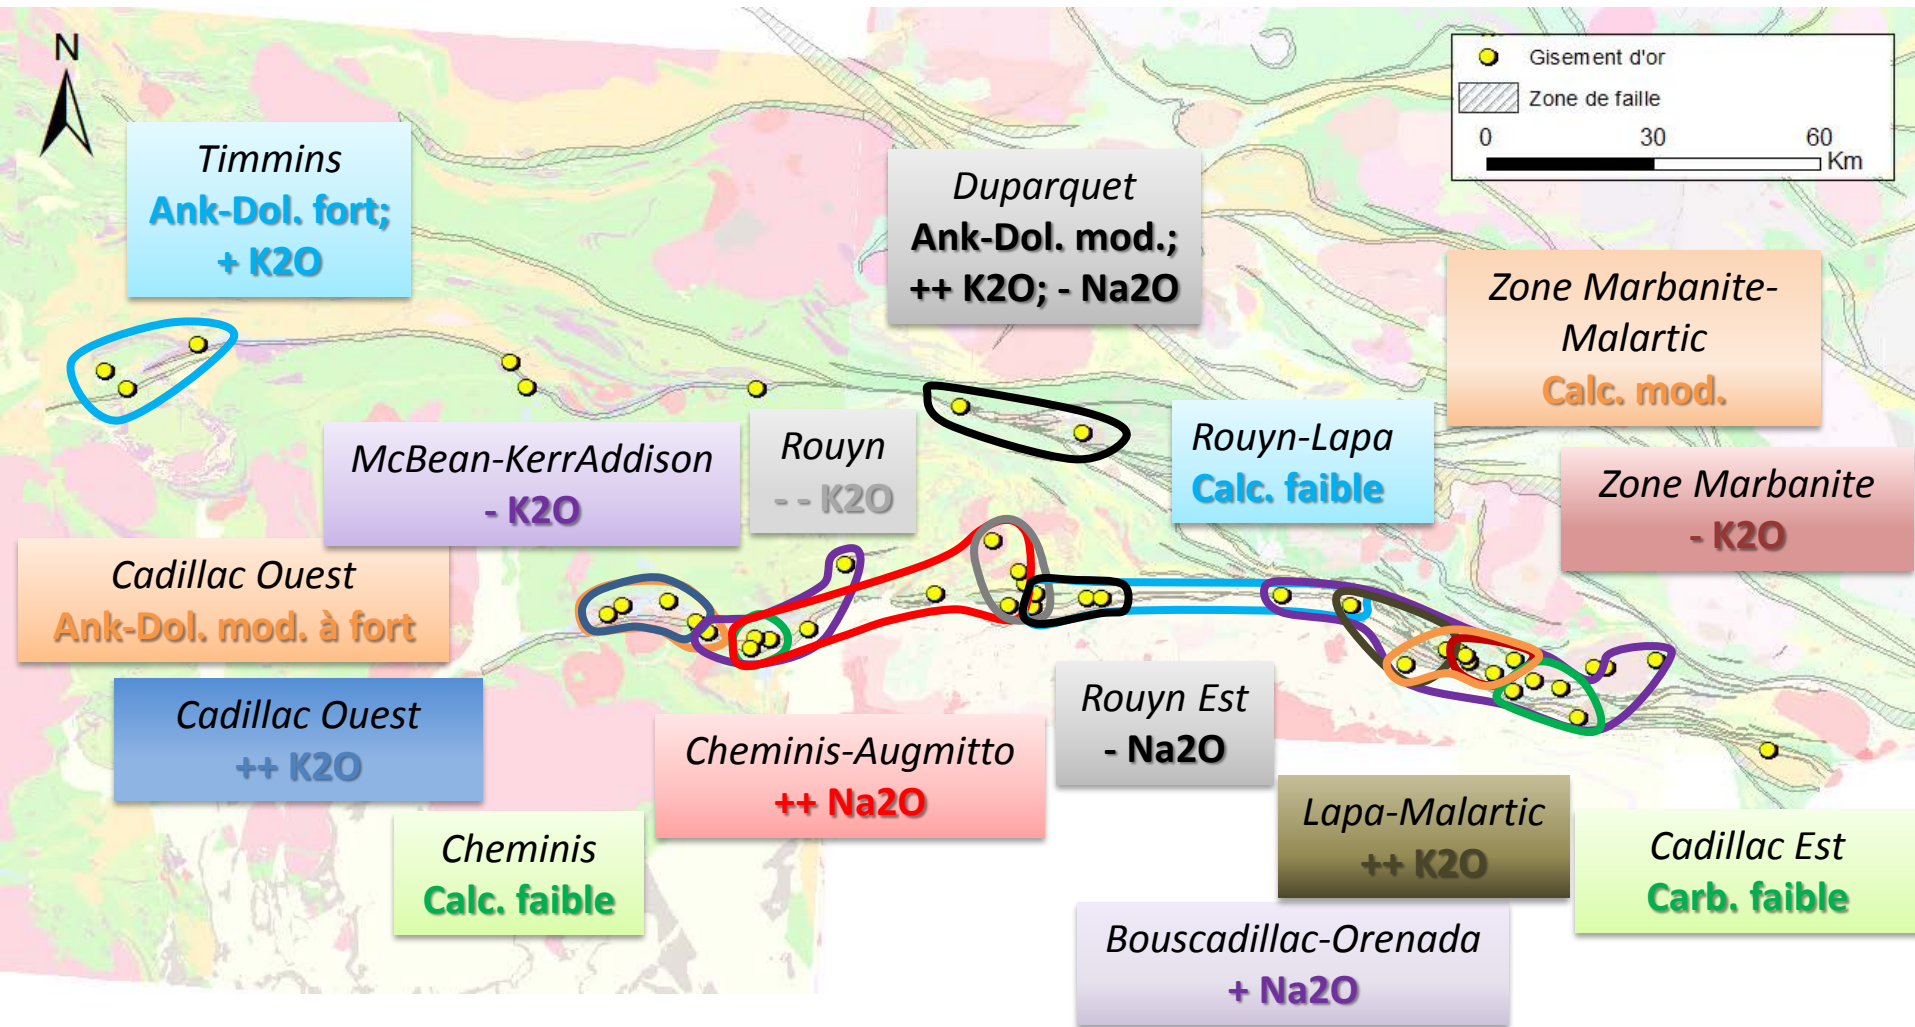 N
Gisement d'or
Zone de faille
0 30 60
Km
Timmins
Ank-Dol. fort;
+ K2O
Duparquet
Ank-Dol. mod.;
++ K2O; - Na2O
Zone Marbanite-
Malartic
Calc. mod.
McBean-KerrAddison
- K2O
Rouyn
- - K2O
Rouyn-Lapa
Calc. faible
Zone Marbanite
- K2O
Cadillac Ouest
Ank-Dol. mod. à fort
Cadillac Ouest
++ K2O
Cheminis-Augmitto
++ Na2O
Rouyn Est
- Na2O
Lapa-Malartic
++ K2O
Cheminis
Calc. faible
Cadillac Est
Carb. faible
Bouscadillac-Orenada
+ Na2O